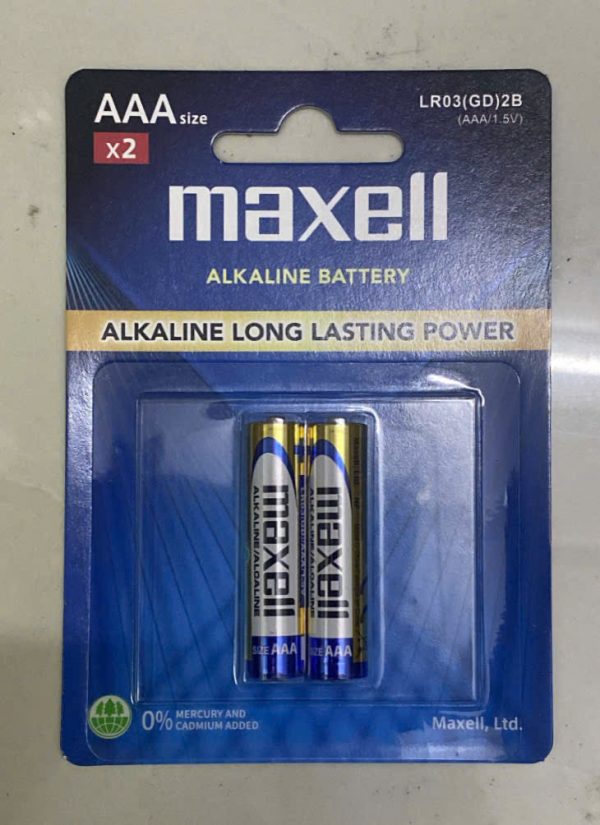 AAA size
x2
LR03(GD)2B
(AAA/1.5V)
maxell
ALKALINE BATTERY
ALKALINE LONG LASTING POWER
maxell
ALKALINE/ALCALINE
SIZE AAA
maxell
ALKALINE/ALCALINE
SIZE AAA
0% MERCURY AND
CADMIUM ADDED
Maxell, Ltd.